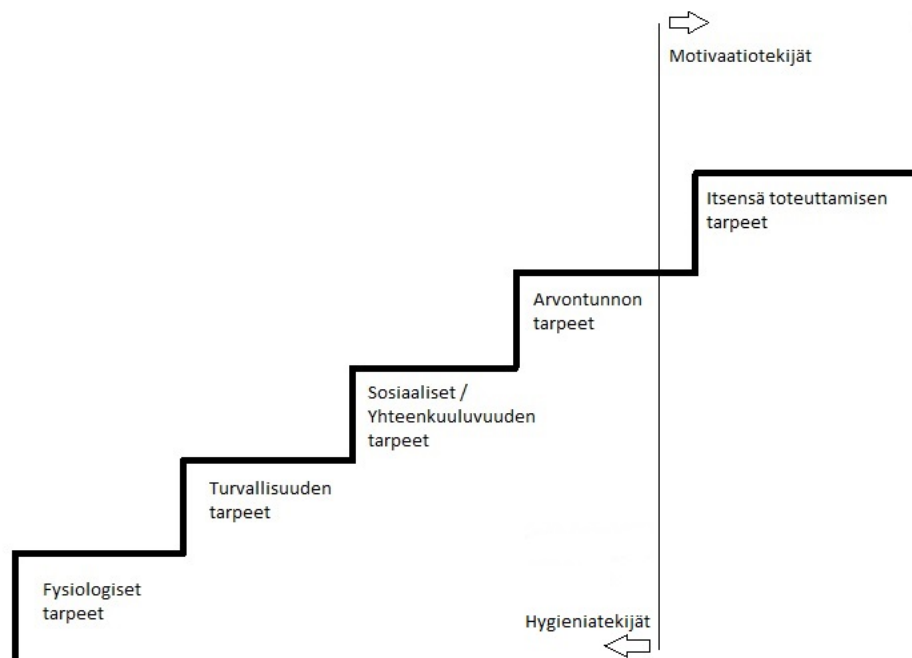 Motivaatiotekijät
Itsensä toteuttamisen
tarpeet
Arvontunnon
tarpeet
Sosiaaliset /
Yhteenkuuluvuuden
tarpeet
Turvallisuuden
tarpeet
Fysiologiset
tarpeet
Hygieniatekijät